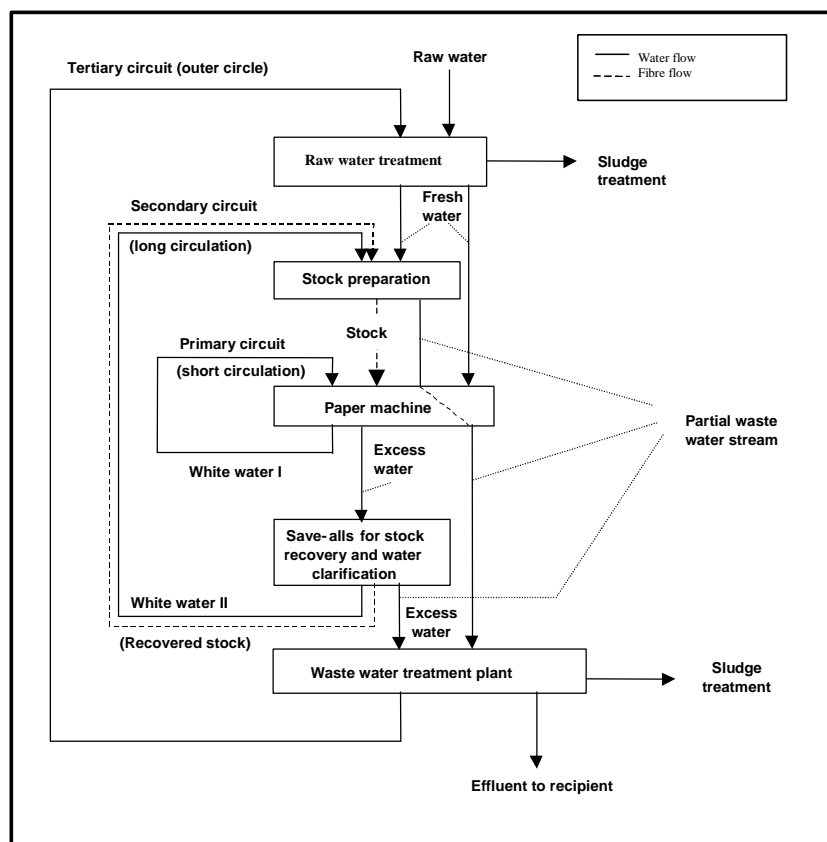 Raw water
Water flow
Fibre flow
Tertiary circuit (outer circle)
Raw water treatment
Sludge
treatment
Fresh
water
Secondary circuit
(long circulation)
Stock preparation
Stock
Primary circuit
(short circulation)
Paper machine
Partial waste
water stream
Excess
water
White water I
Save-alls for stock
recovery and water
clarification
White water II
Excess
water
(Recovered stock)
Waste water treatment plant
Sludge
treatment
Effluent to recipient